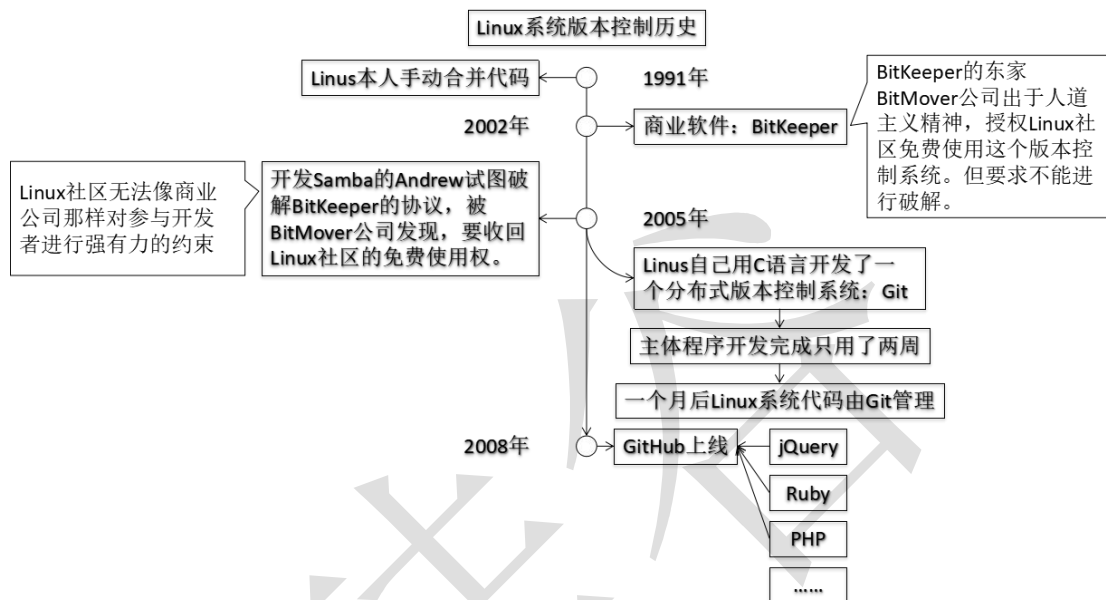 Linux系统版本控制历史
Linus本人手动合并代码
1991年
BitKeeper的东家
BitMover公司出于人道
主义精神，授权Linux社
区免费使用这个版本控
制系统。但要求不能进
行破解。
2002年
商业软件：BitKeeper
Linux社区无法像商业
公司那样对参与开发
者进行强有力的约束
开发Samba的Andrew试图破
解BitKeeper的协议，被
BitMover公司发现，要收回
Linux社区的免费使用权。
2005年
Linus自己用C语言开发了一
个分布式版本控制系统：Git
主体程序开发完成只用了两周
一个月后Linux系统代码由Git管理
2008年
GitHub上线
jQuery
Ruby
PHP
……